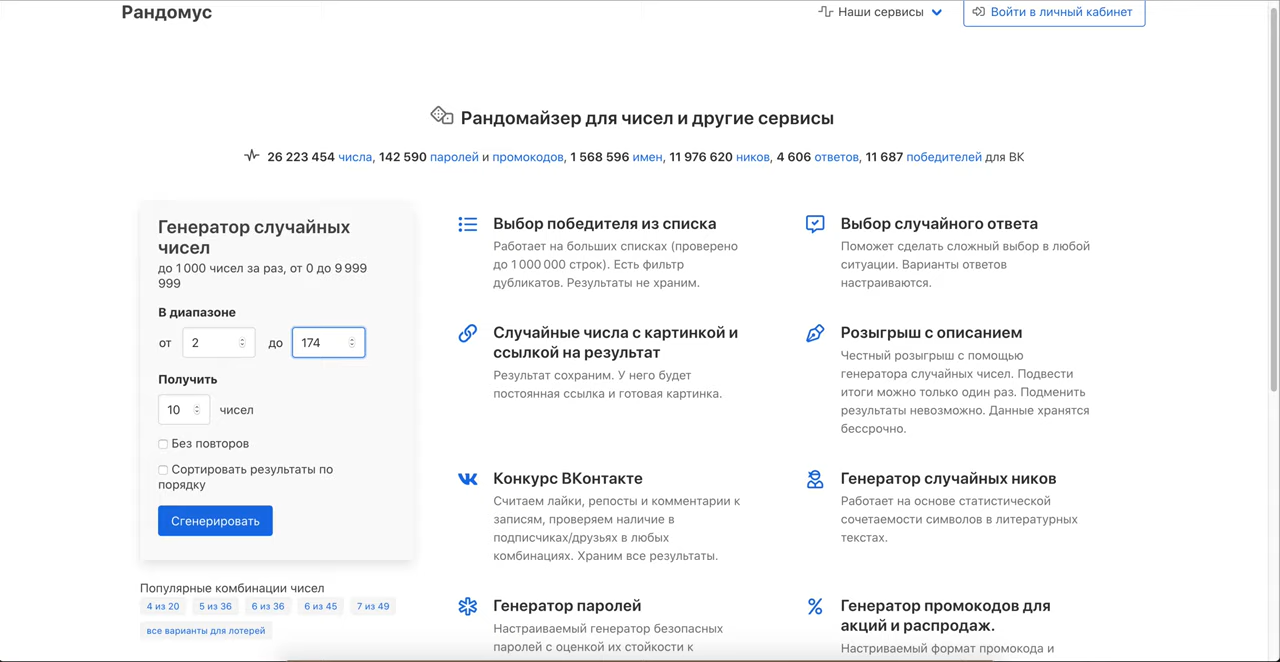 Рандомус
Наши сервисы
Войти в личный кабинет
Рандомайзер для чисел и другие сервисы
26 223 454 числа, 142 590 паролей и промокодов, 1 568 596 имен, 11 976 620 ников, 4 606 ответов, 11 687 победителей для ВК
Генератор случайных
чисел
до 1 000 чисел за раз, от 0 до 9 999
999
В диапазоне
от 2 до 174
Получить
10 чисел
Без повторов
Сортировать результаты по
порядку
Сгенерировать
Популярные комбинации чисел
4 из 20 5 из 36 6 из 36 6 из 45 7 из 49
все варианты для лотерей
Выбор победителя из списка
Работает на больших списках (проверено
до 1 000 000 строк). Есть фильтр
дубликатов. Результаты не храним.
Выбор случайного ответа
Поможет сделать сложный выбор в любой
ситуации. Варианты ответов
настраиваются.
Случайные числа с картинкой и
ссылкой на результат
Результат сохраним. У него будет
постоянная ссылка и готовая картинка.
Розыгрыш с описанием
Честный розыгрыш с помощью
генератора случайных чисел. Подвести
итоги можно только один раз. Подменить
результаты невозможно. Данные хранятся
бессрочно.
Конкурс ВКонтакте
Считаем лайки, репосты и комментарии к
записям, проверяем наличие в
подписчиках/друзьях в любых
комбинациях. Храним все результаты.
Генератор случайных ников
Работает на основе статистической
сочетаемости символов в литературных
текстах.
Генератор паролей
Настраиваемый генератор безопасных
паролей с оценкой их стойкости к
Генератор промокодов для
акций и распродаж.
Настраиваемый формат промокода и